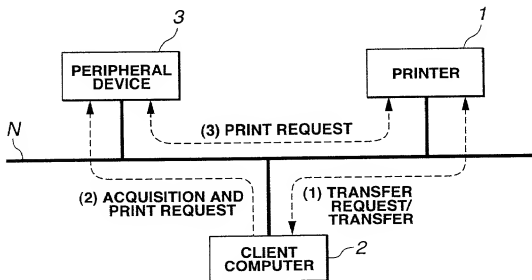 3
1
PERIPHERAL
DEVICE
PRINTER
(3) PRINT REQUEST
N
(2) ACQUISITION AND
PRINT REQUEST
(1) TRANSFER
REQUEST/
TRANSFER
CLIENT
COMPUTER
2